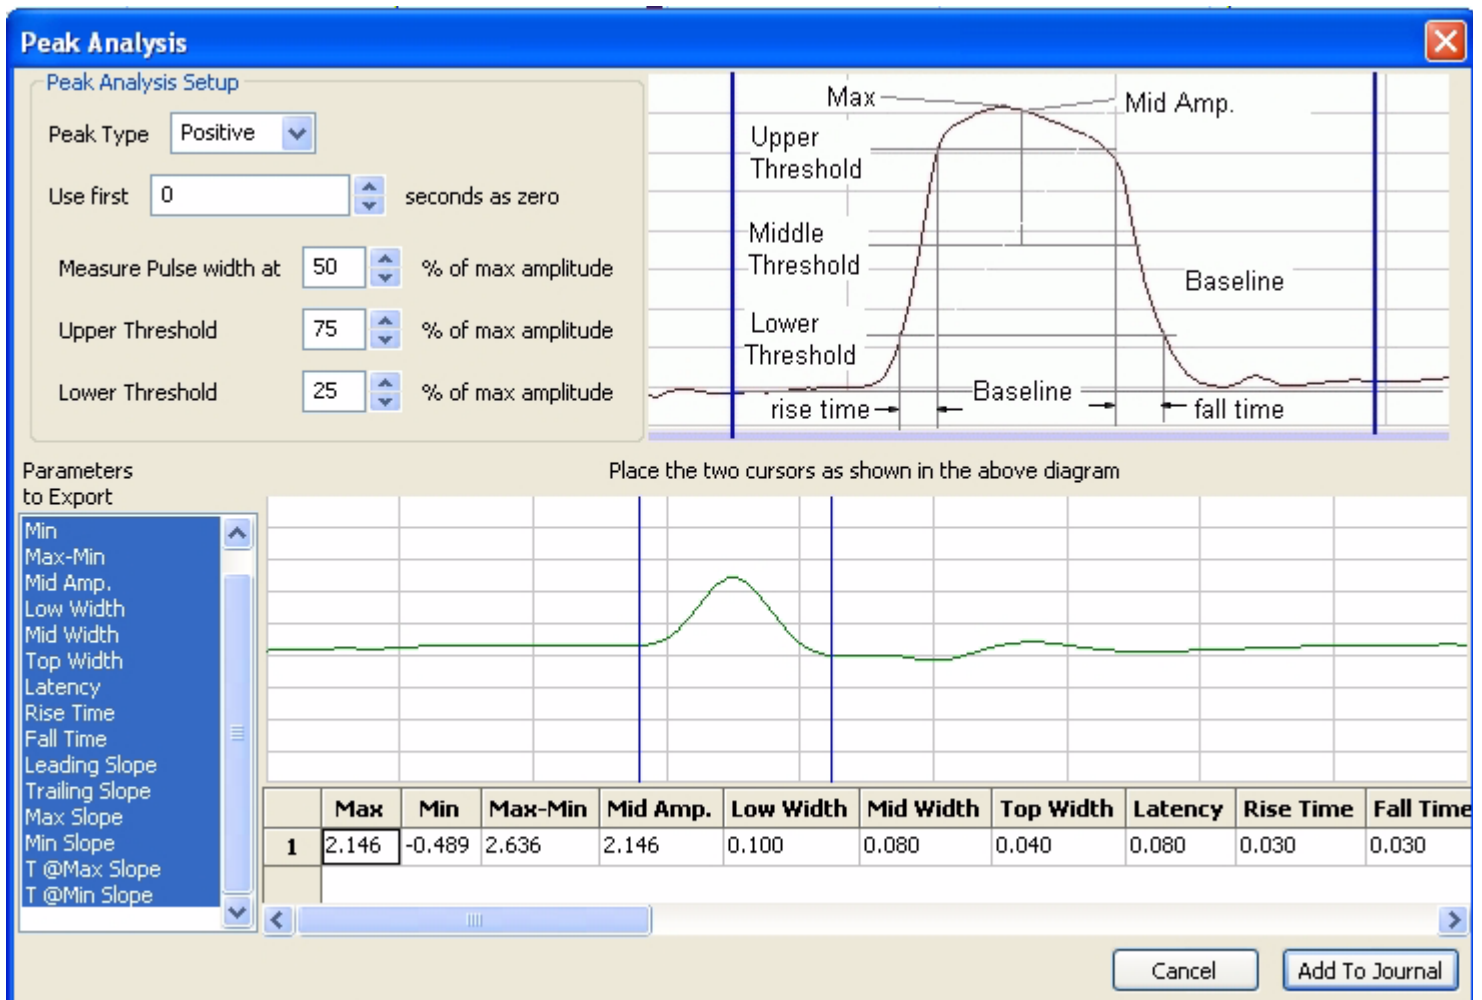 Peak Analysis
Peak Analysis Setup
Peak Type Positive
Use first 0 seconds as zero
Measure Pulse width at 50 % of max amplitude
Upper Threshold 75 % of max amplitude
Lower Threshold 25 % of max amplitude
Max
Mid Amp.
Upper
Threshold
Middle
Threshold
Baseline
Lower
Threshold
Baseline
rise time
fall time
Parameters
to Export
Place the two cursors as shown in the above diagram
Min
Max-Min
Mid Amp.
Low Width
Mid Width
Top Width
Latency
Rise Time
Fall Time
Leading Slope
Trailing Slope
Max Slope
Min Slope
T @Max Slope
T @Min Slope
Max Min Max-Min Mid Amp. Low Width Mid Width Top Width Latency Rise Time Fall Time
1 2.146 -0.489 2.636 2.146 0.100 0.080 0.040 0.080 0.030 0.030
Cancel Add To Journal